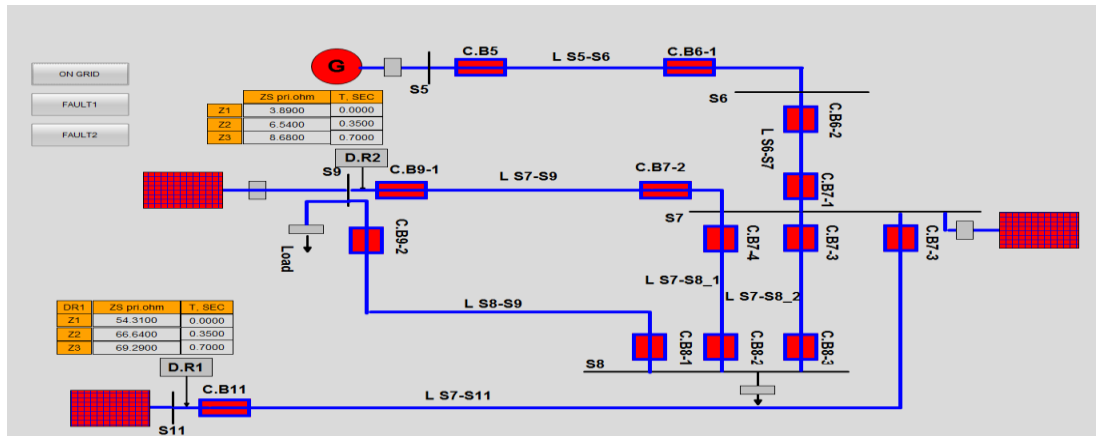 C.B5
L S5-S6
C.B6-1
G
ON GRID
S5
FAULT1
ZS pri.ohm T, SEC
Z1 3.8900 0.0000
Z2 6.5400 0.3500
Z3 8.6800 0.7000
FAULT2
S6
C.B6-2
L S6-S7
D.R2
S9
C.B9-1
L S7-S9
C.B7-2
C.B7-1
S7
Load
C.B9-2
C.B7-4
C.B7-3
C.B7-3
L S7-S8_1
L S7-S8_2
L S8-S9
DR1 ZS pri.ohm T, SEC
Z1 54.3100 0.0000
Z2 66.6400 0.3500
Z3 69.2900 0.7000
C.B8-1
C.B8-2
C.B8-3
S8
D.R1
C.B11
L S7-S11
S11